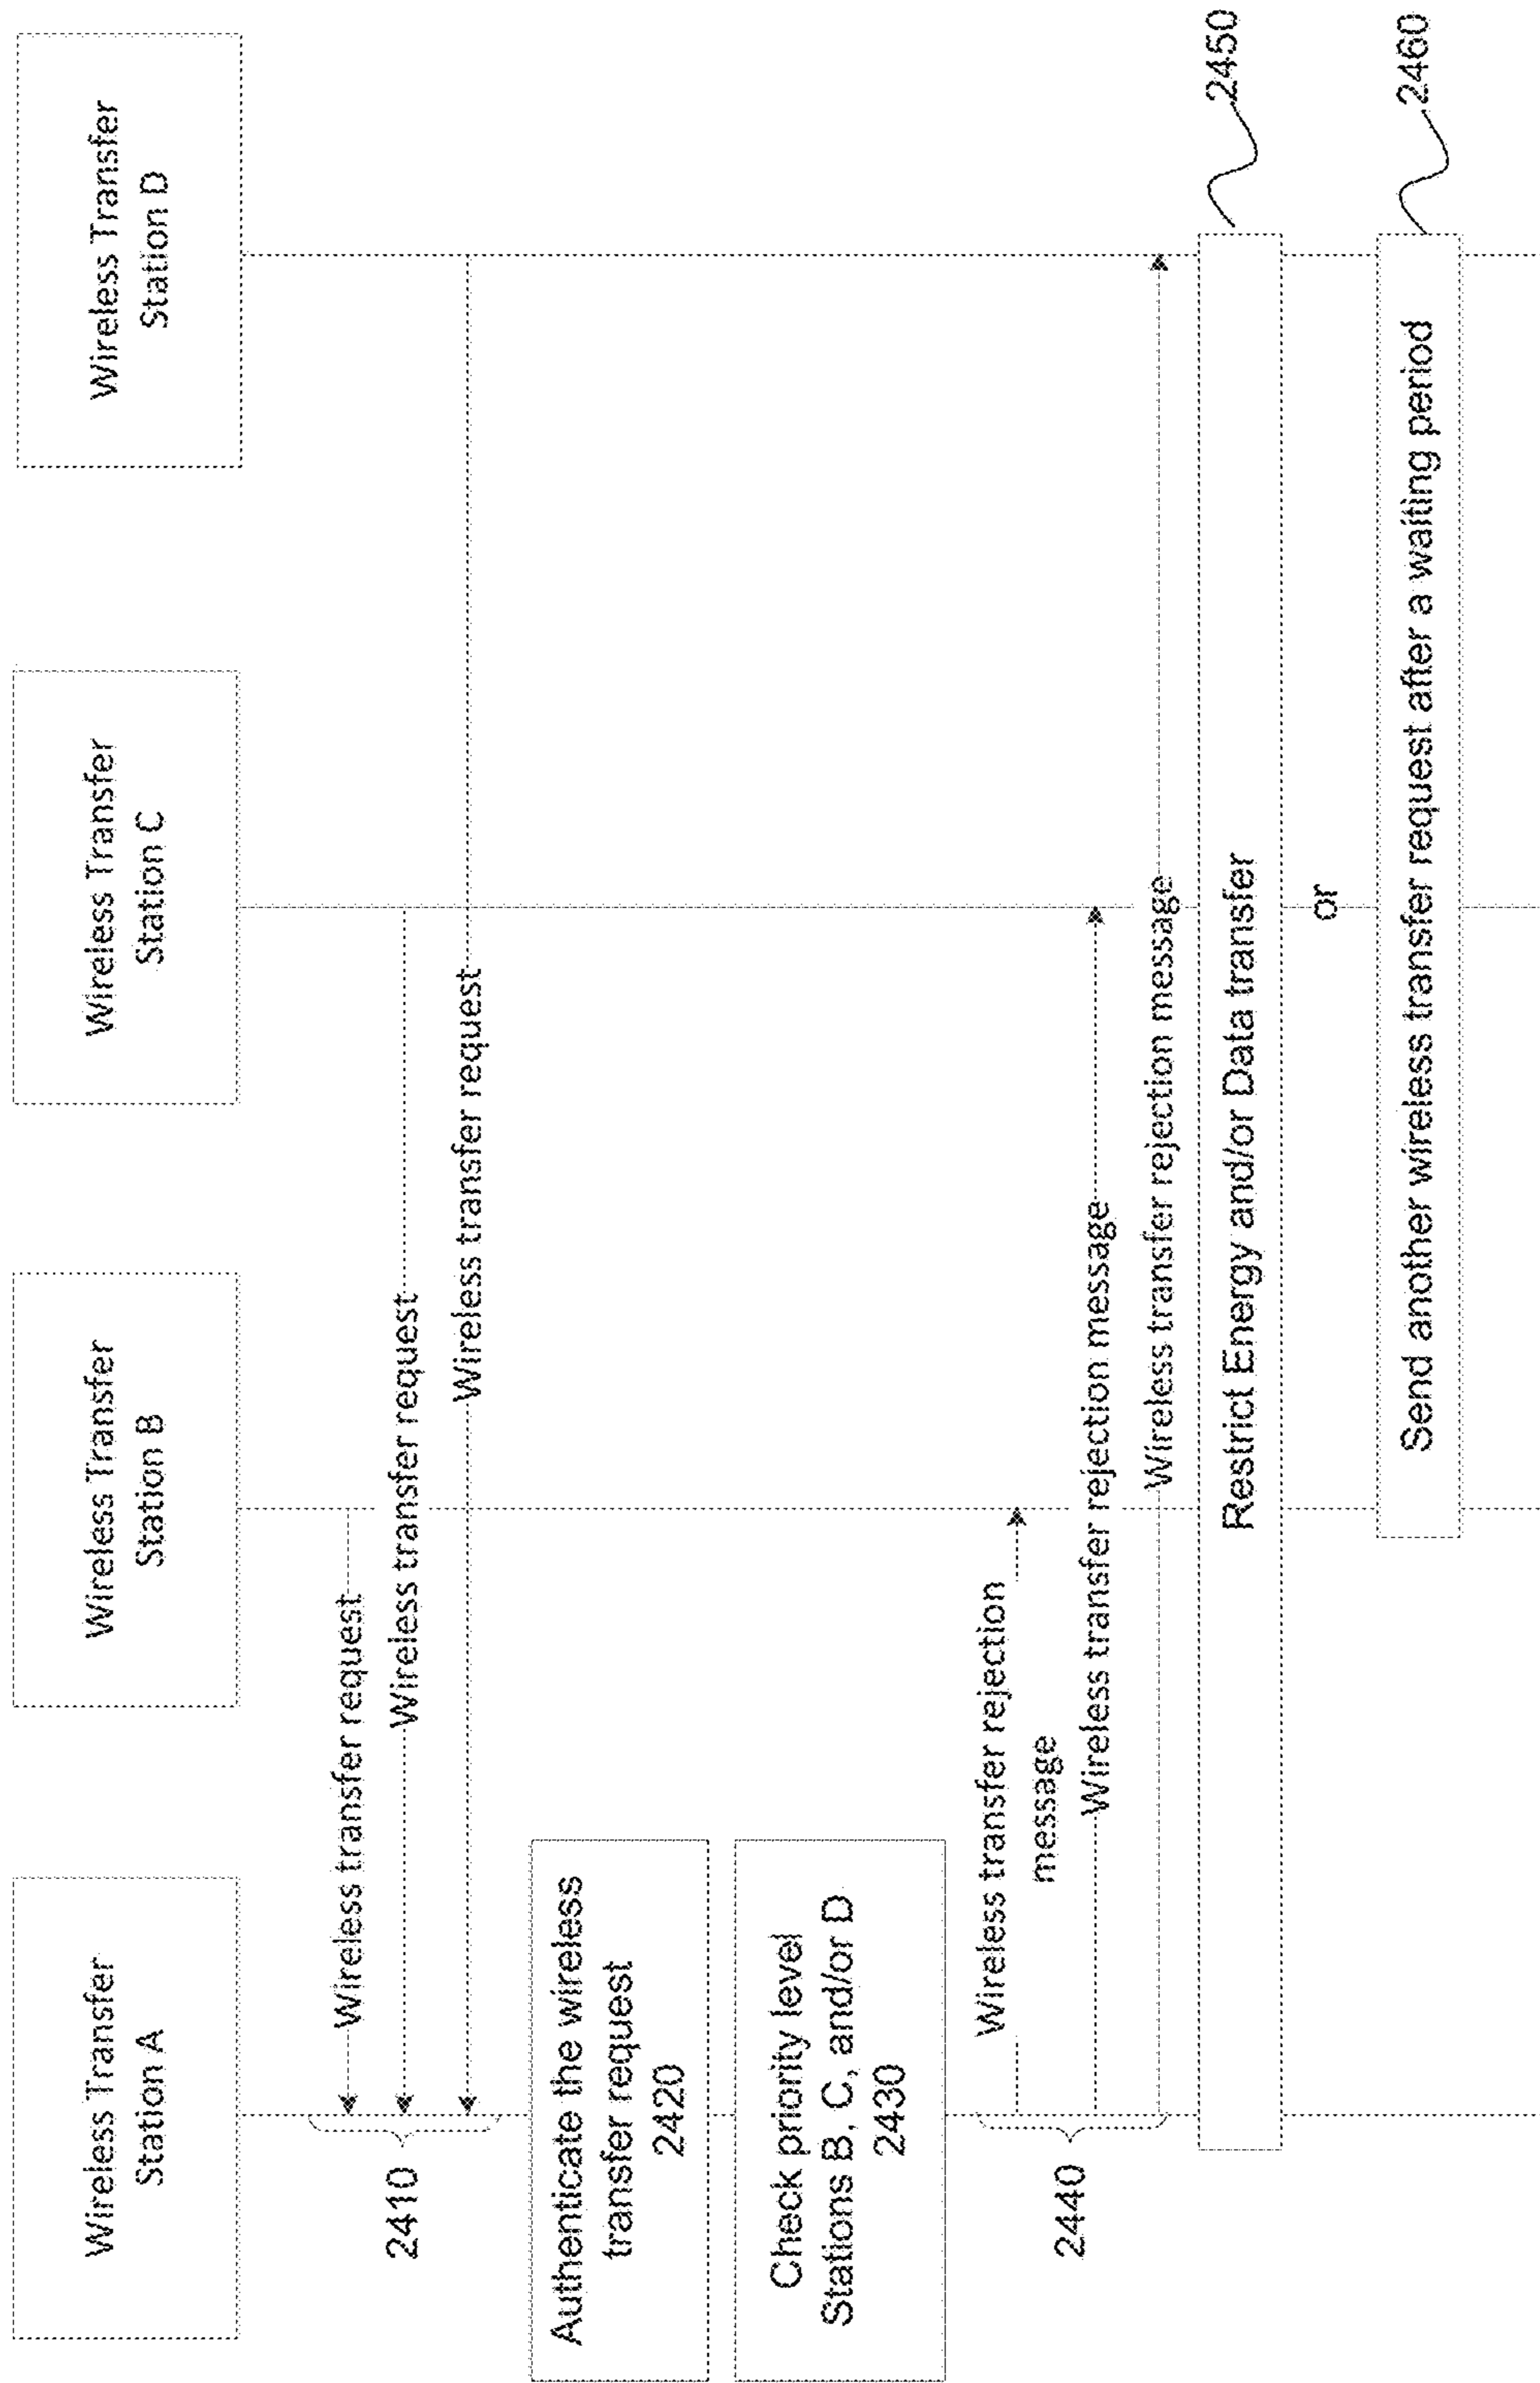 Wireless Transfer
Station A
Wireless Transfer
Station B
Wireless Transfer
Station C
Wireless Transfer
Station D
Wireless transfer request
Wireless transfer request
Wireless transfer request
2410
Authenticate the wireless
transfer request
2420
Check priority level
Stations B, C, and/or D
2430
Wireless transfer rejection
message
Wireless transfer rejection message
Wireless transfer rejection message
2440
Restrict Energy and/or Data transfer
2450
or
Send another wireless transfer request after a waiting period
2460